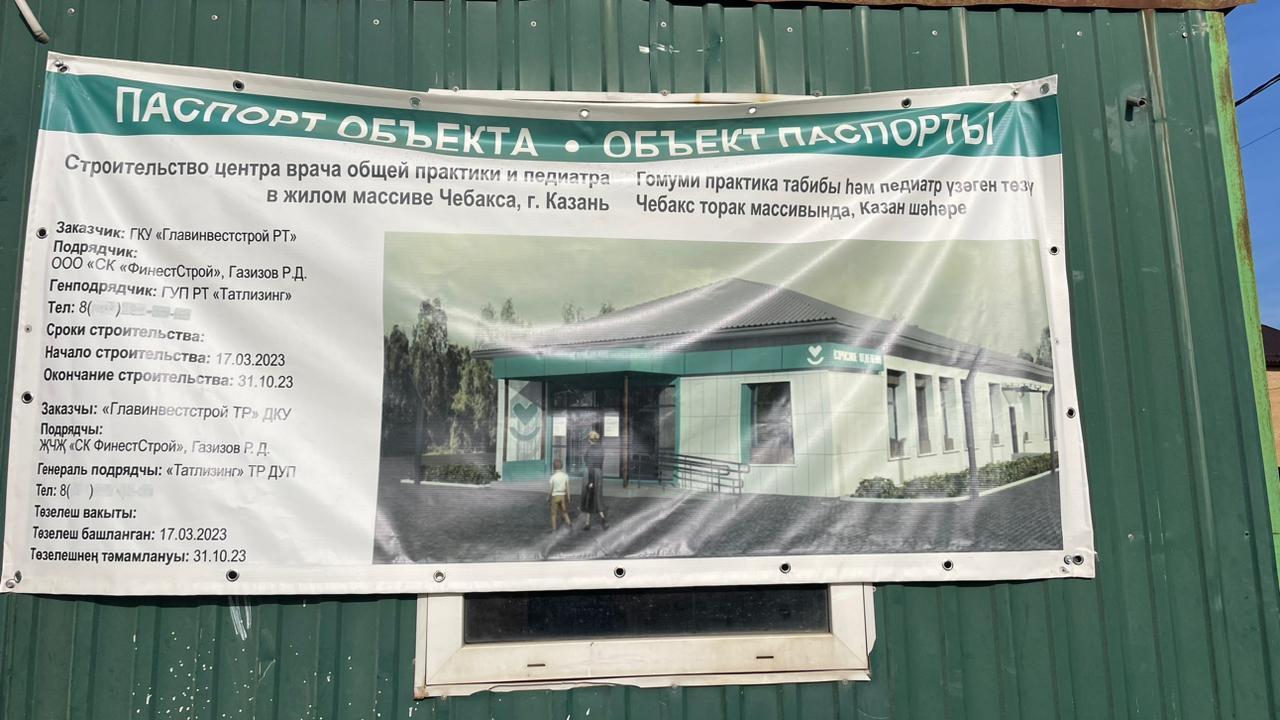 ПАСПОРТ ОБЪЕКТА • ОБЪЕКТ ПАСПОРТЫ
Строительство центра врача общей практики и педиатра
в жилом массиве Чебакса, г. Казань
Гомуми практика табибы һәм педиатр үзәген төзү
Чебакс торак массивында, Казан шәһәре
Заказчик: ГКУ «Главинвестстрой РТ»
Подрядчик:
ООО «СК «ФинестСтрой», Газизов Р.Д.
Генподрядчик: ГУП РТ «Татлизинг»
Тел: 8( )
Сроки строительства:
Начало строительства: 17.03.2023
Окончание строительства: 31.10.23
Заказчы: «Главинвестстрой ТР» ДКУ
Подрядчы:
ҖЧҖ «СК ФинестСтрой», Газизов Р. Д.
Генераль подрядчы: «Татлизинг» ТР ДУП
Тел: 8( )
Төзелеш вакыты:
Төзелеш башланган: 17.03.2023
Төзелешнең тәмамлануы: 31.10.23